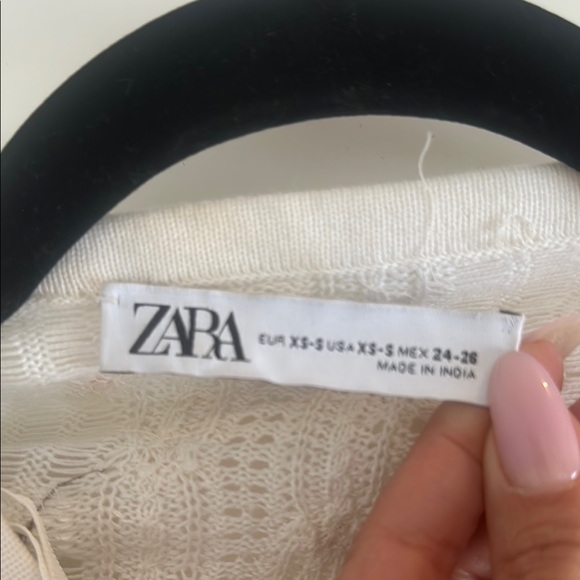 ZARA
EUR XS-S USA XS-S MEX 24-26
MADE IN INDIA